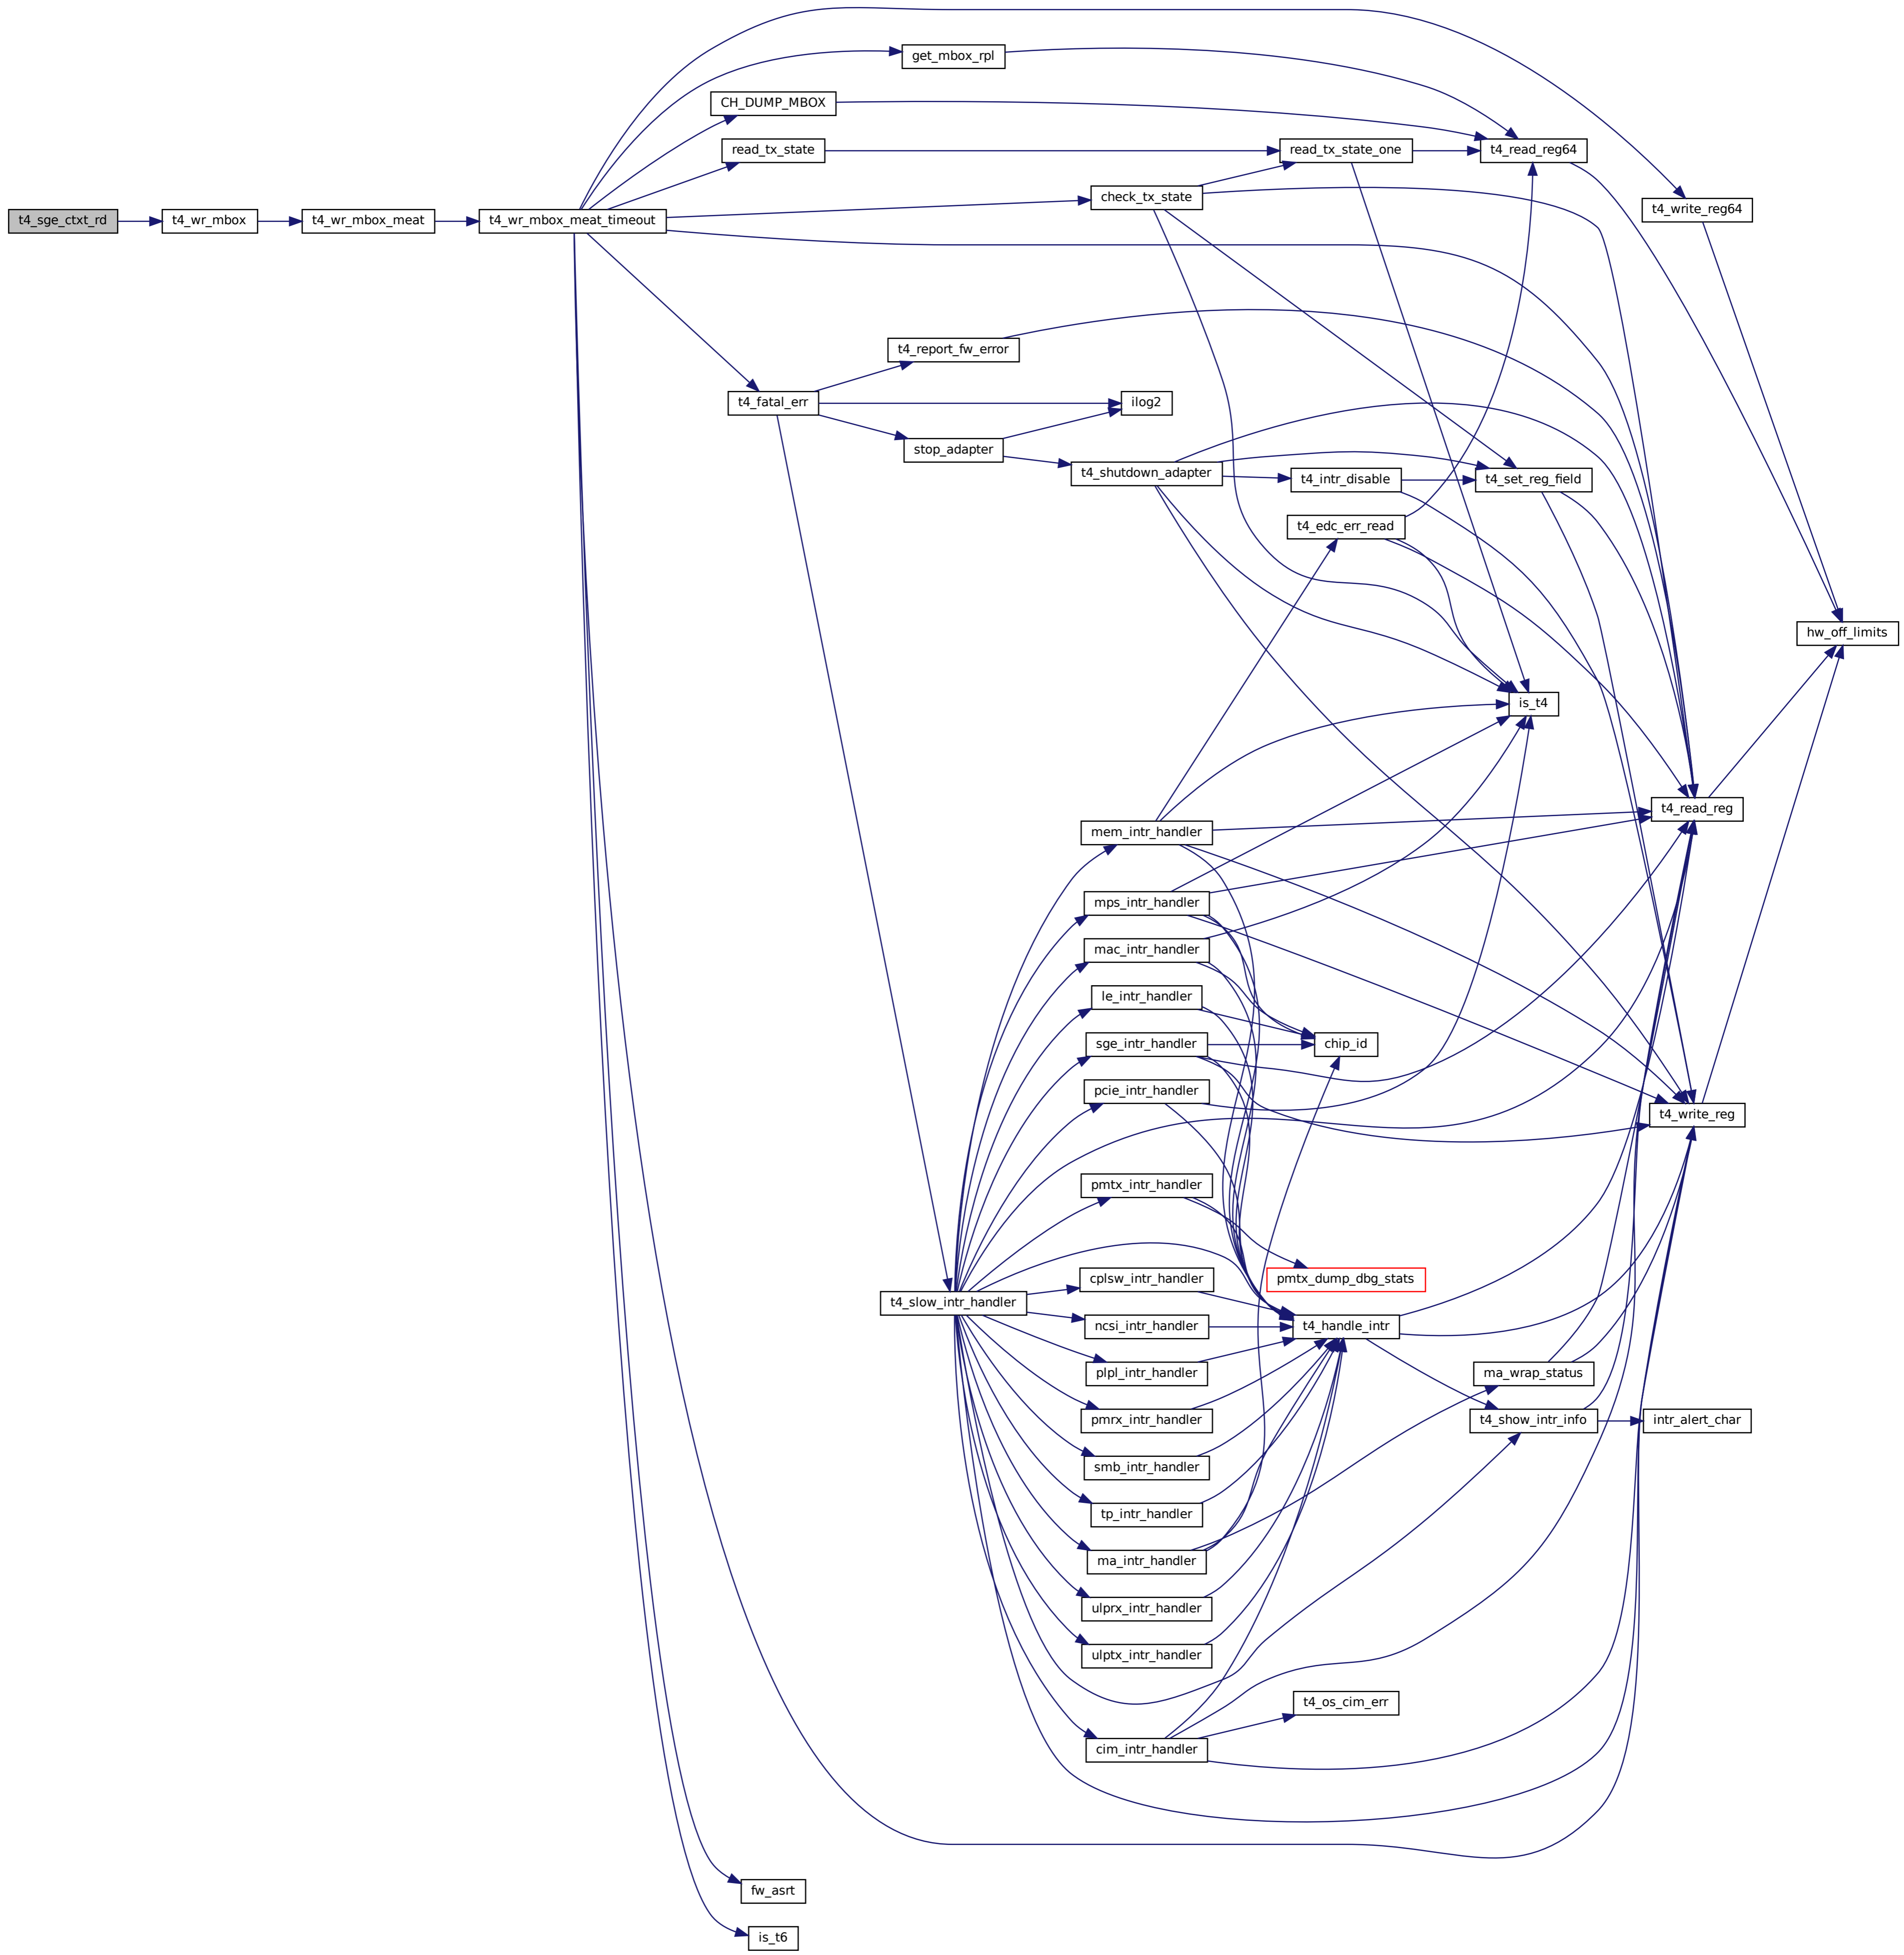 get_mbox_rpl
CH_DUMP_MBOX
read_tx_state
read_tx_state_one
t4_read_reg64
check_tx_state
t4_write_reg64
t4_sge_ctxt_rd
t4_wr_mbox
t4_wr_mbox_meat
t4_wr_mbox_meat_timeout
t4_report_fw_error
t4_fatal_err
ilog2
stop_adapter
t4_shutdown_adapter
t4_intr_disable
t4_set_reg_field
t4_edc_err_read
hw_off_limits
is_t4
t4_read_reg
mem_intr_handler
mps_intr_handler
mac_intr_handler
le_intr_handler
sge_intr_handler
chip_id
pcie_intr_handler
t4_write_reg
pmtx_intr_handler
cplsw_intr_handler
pmtx_dump_dbg_stats
t4_slow_intr_handler
ncsi_intr_handler
t4_handle_intr
plpl_intr_handler
ma_wrap_status
pmrx_intr_handler
t4_show_intr_info
intr_alert_char
smb_intr_handler
tp_intr_handler
ma_intr_handler
ulprx_intr_handler
ulptx_intr_handler
t4_os_cim_err
cim_intr_handler
fw_asrt
is_t6